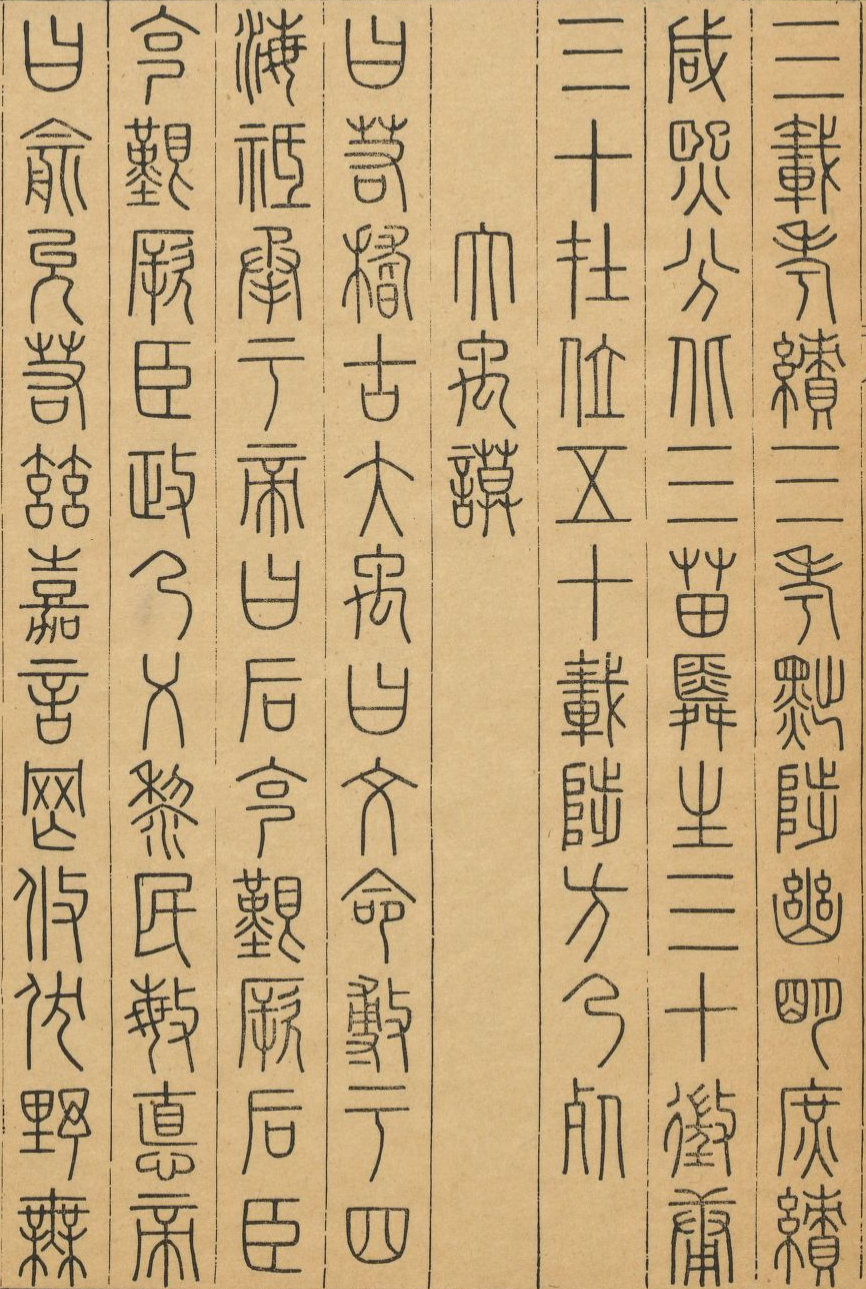 三載考績三考黜陟幽明庶績
咸熙分北三苗舜生三十徵庸
三十在位五十載陟方乃死
大禹謨
曰若稽古大禹曰文命敷于四
海祗承于帝曰后克艱厥后臣
克艱厥臣政乃乂黎民敏悳帝
曰俞允若茲嘉言罔攸伏野無